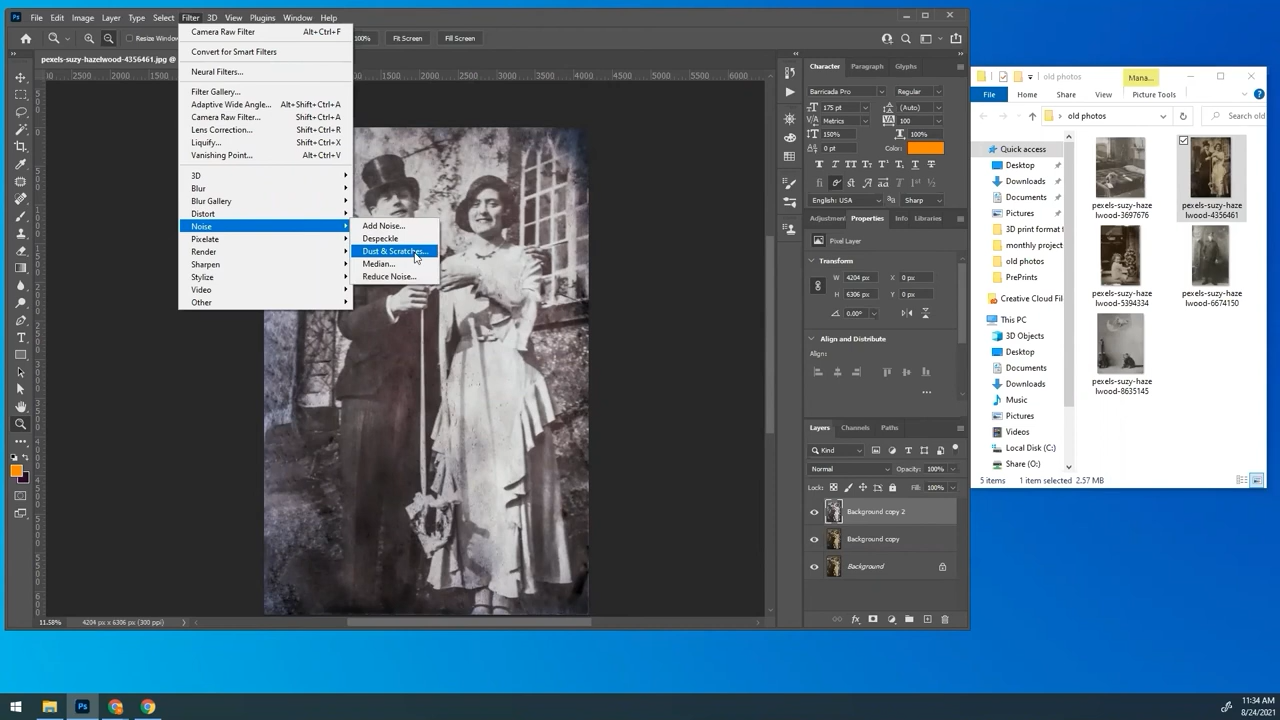 Ps File Edit Image Layer Type Select Filter 3D View Plugins Window Help
Resize Window 100% Fit Screen Fill Screen
pexels-suzy-hazelwood-4356461.jpg @
Camera Raw Filter Alt+Ctrl+F
Convert for Smart Filters
Neural Filters...
Filter Gallery...
Adaptive Wide Angle... Alt+Shift+Ctrl+A
Camera Raw Filter... Shift+Ctrl+A
Lens Correction... Shift+Ctrl+R
Liquify... Shift+Ctrl+X
Vanishing Point... Alt+Ctrl+V
3D
Blur
Blur Gallery
Distort
Noise
Pixelate
Render
Sharpen
Stylize
Video
Other
Add Noise...
Despeckle
Dust & Scratches...
Median...
Reduce Noise...
11.58% 4204 px x 6306 px (300 ppi)
Character Paragraph Glyphs
Barricada Pro Regular
175 pt (Auto)
Metrics 100
150% 100%
0 pt Color:
English: USA Sharp
Adjustment Properties Info Libraries
Pixel Layer
Transform
W 4204 px X 0 px
H 6306 px Y 0 px
0.00°
Align and Distribute
Align:
Layers Channels Paths
Kind
Normal Opacity: 100%
Lock: Fill: 100%
Background copy 2
Background copy
Background
old photos
Mana...
File Home Share View Picture Tools
old photos Search old
Quick access
Desktop
Downloads
Documents
Pictures
3D print format f
monthly project
old photos
PrePrints
Creative Cloud Fil
This PC
3D Objects
Desktop
Documents
Downloads
Music
Pictures
Videos
Local Disk (C:)
Share (O:)
pexels-suzy-haze
lwood-3697676
pexels-suzy-haze
lwood-4356461
pexels-suzy-haze
lwood-5394334
pexels-suzy-haze
lwood-6674150
pexels-suzy-haze
lwood-8635145
5 items 1 item selected 2.57 MB
Ps
11:34 AM
8/24/2021